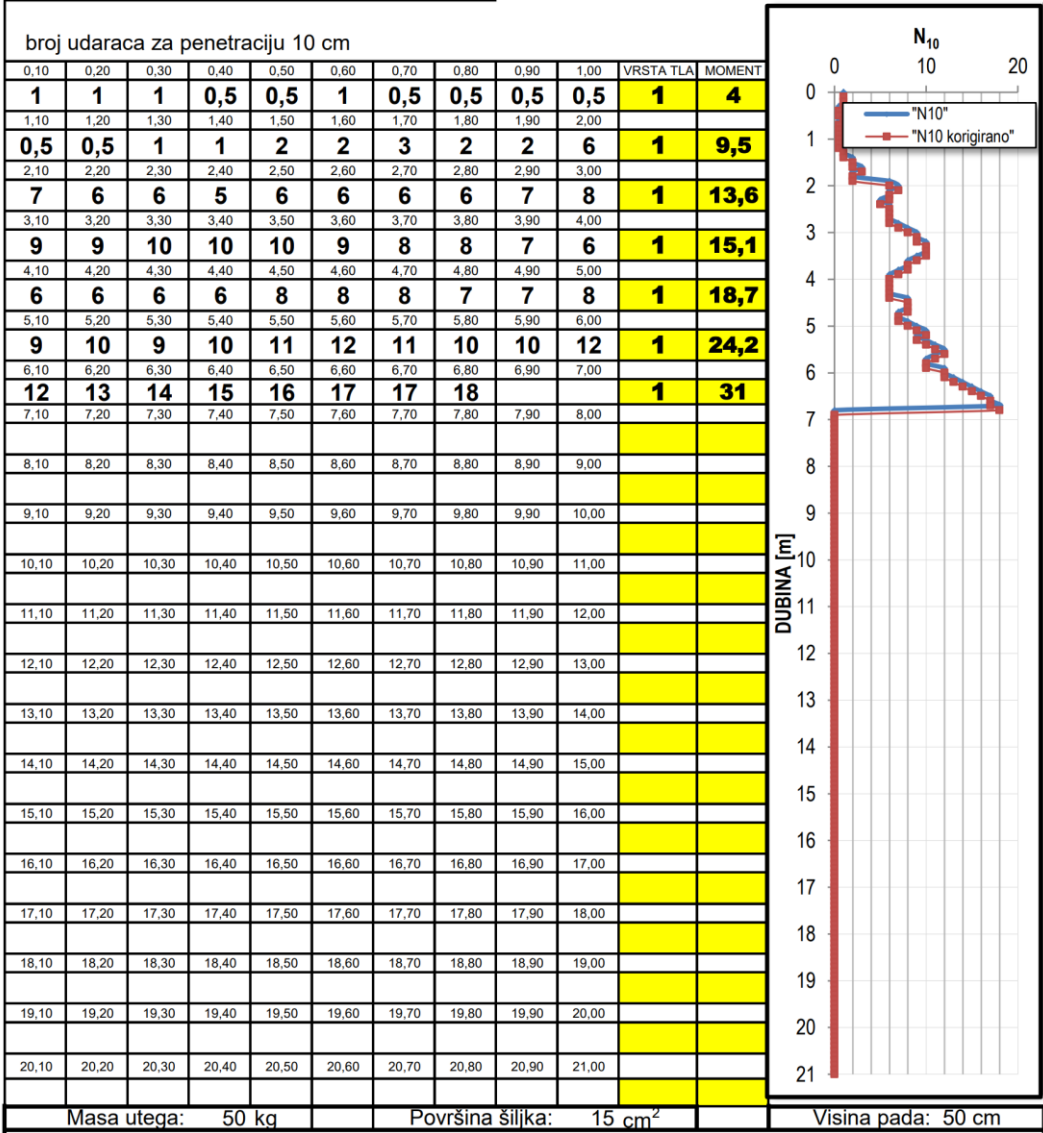 broj udaraca za penetraciju 10 cm
0,10 0,20 0,30 0,40 0,50 0,60 0,70 0,80 0,90 1,00 VRSTA TLA MOMENT
1 1 1 0,5 0,5 1 0,5 0,5 0,5 0,5 1 4
1,10 1,20 1,30 1,40 1,50 1,60 1,70 1,80 1,90 2,00
0,5 0,5 1 1 2 2 3 2 2 6 1 9,5
2,10 2,20 2,30 2,40 2,50 2,60 2,70 2,80 2,90 3,00
7 6 6 5 6 6 6 6 7 8 1 13,6
3,10 3,20 3,30 3,40 3,50 3,60 3,70 3,80 3,90 4,00
9 9 10 10 10 9 8 8 7 6 1 15,1
4,10 4,20 4,30 4,40 4,50 4,60 4,70 4,80 4,90 5,00
6 6 6 6 8 8 8 7 7 8 1 18,7
5,10 5,20 5,30 5,40 5,50 5,60 5,70 5,80 5,90 6,00
9 10 9 10 11 12 11 10 10 12 1 24,2
6,10 6,20 6,30 6,40 6,50 6,60 6,70 6,80 6,90 7,00
12 13 14 15 16 17 17 18 1 31
7,10 7,20 7,30 7,40 7,50 7,60 7,70 7,80 7,90 8,00
8,10 8,20 8,30 8,40 8,50 8,60 8,70 8,80 8,90 9,00
9,10 9,20 9,30 9,40 9,50 9,60 9,70 9,80 9,90 10,00
10,10 10,20 10,30 10,40 10,50 10,60 10,70 10,80 10,90 11,00
11,10 11,20 11,30 11,40 11,50 11,60 11,70 11,80 11,90 12,00
12,10 12,20 12,30 12,40 12,50 12,60 12,70 12,80 12,90 13,00
13,10 13,20 13,30 13,40 13,50 13,60 13,70 13,80 13,90 14,00
14,10 14,20 14,30 14,40 14,50 14,60 14,70 14,80 14,90 15,00
15,10 15,20 15,30 15,40 15,50 15,60 15,70 15,80 15,90 16,00
16,10 16,20 16,30 16,40 16,50 16,60 16,70 16,80 16,90 17,00
17,10 17,20 17,30 17,40 17,50 17,60 17,70 17,80 17,90 18,00
18,10 18,20 18,30 18,40 18,50 18,60 18,70 18,80 18,90 19,00
19,10 19,20 19,30 19,40 19,50 19,60 19,70 19,80 19,90 20,00
20,10 20,20 20,30 20,40 20,50 20,60 20,70 20,80 20,90 21,00
N₁₀
0 10 20
"N10"
"N10 korigirano"
DUBINA [m]
0
1
2
3
4
5
6
7
8
9
10
11
12
13
14
15
16
17
18
19
20
21
Masa utega: 50 kg Površina šiljka: 15 cm² Visina pada: 50 cm